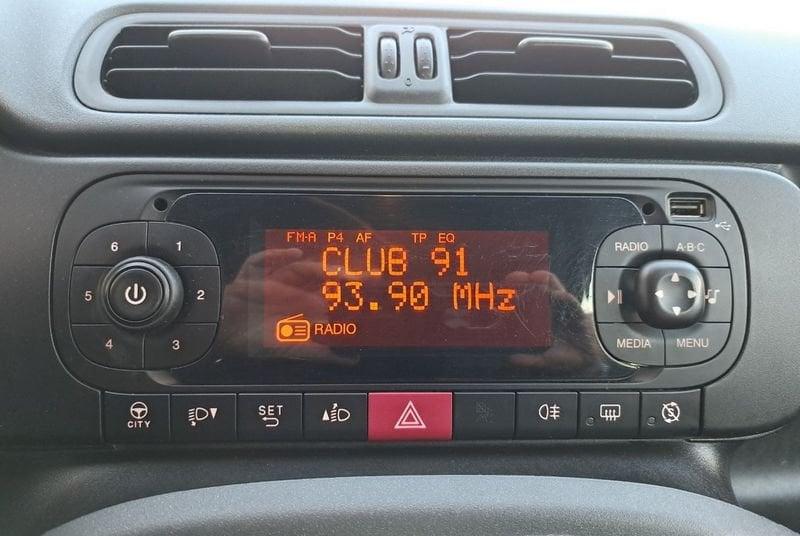 FM-A P4 AF TP EQ
CLUB 91
93.90 MHz
RADIO
6 1
5 2
4 3
RADIO A·B·C
MEDIA MENU
CITY
SET